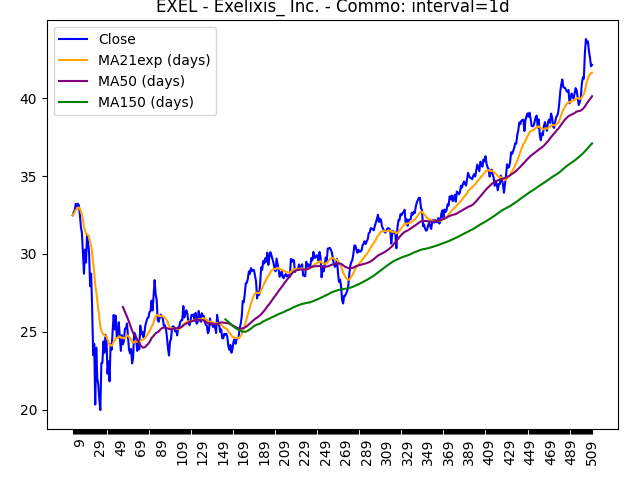 EXEL - Exelixis_ Inc. - Commo: interval=1d
Close
MA21exp (days)
MA50 (days)
MA150 (days)
40
35
30
25
20
9 29 49 69 89 109 129 149 169 189 209 229 249 269 289 309 329 349 369 389 409 429 449 469 489 509